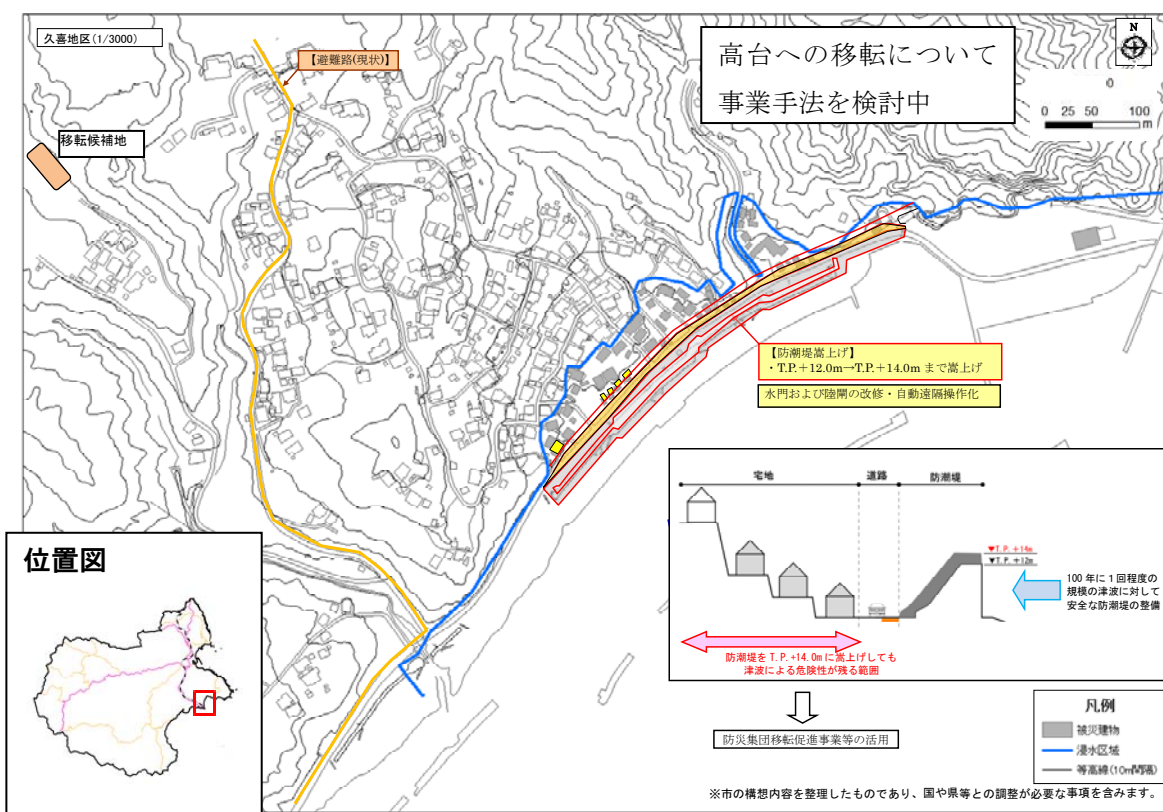 久喜地区(1/3000)
【避難路(現状)】
高台への移転について
事業手法を検討中
N
0
0 25 50 100
m
移転候補地
【防潮堤嵩上げ】
・T.P.+12.0m→T.P.+14.0mまで嵩上げ
水門および陸閘の改修・自動遠隔操作化
宅地 道路 防潮堤
▼T.P.+14m
▼T.P.+12m
100年に1回程度の
規模の津波に対して
安全な防潮堤の整備
防潮堤をT.P.+14.0mに嵩上げしても
津波による危険性が残る範囲
防災集団移転促進事業等の活用
位置図
凡例
被災建物
浸水区域
等高線(10m間隔)
※市の構想内容を整理したものであり、国や県等との調整が必要な事項を含みます。